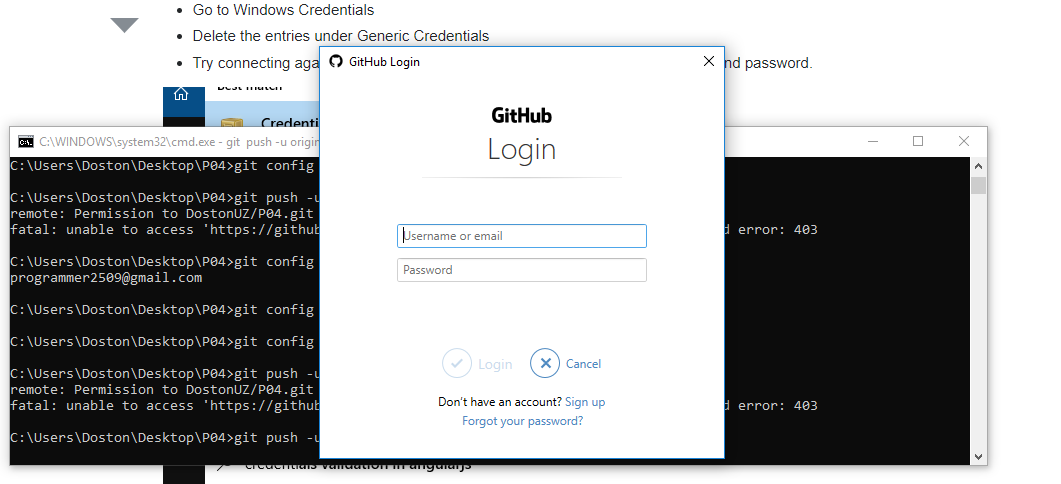 Go to Windows Credentials
Delete the entries under Generic Credentials
Try connecting aga
nd password.
Best match
Credenti
C:\WINDOWS\system32\cmd.exe - git push -u origin
C:\Users\Doston\Desktop\P04>git config
C:\Users\Doston\Desktop\P04>git push -u
remote: Permission to DostonUZ/P04.git
fatal: unable to access 'https://github
d error: 403
C:\Users\Doston\Desktop\P04>git config
programmer2509@gmail.com
C:\Users\Doston\Desktop\P04>git config
C:\Users\Doston\Desktop\P04>git config
C:\Users\Doston\Desktop\P04>git push -u
remote: Permission to DostonUZ/P04.git
fatal: unable to access 'https://github
d error: 403
C:\Users\Doston\Desktop\P04>git push -u
GitHub Login
GitHub
Login
Username or email
Password
Login
Cancel
Don't have an account? Sign up
Forgot your password?
credentials validation in angularjs